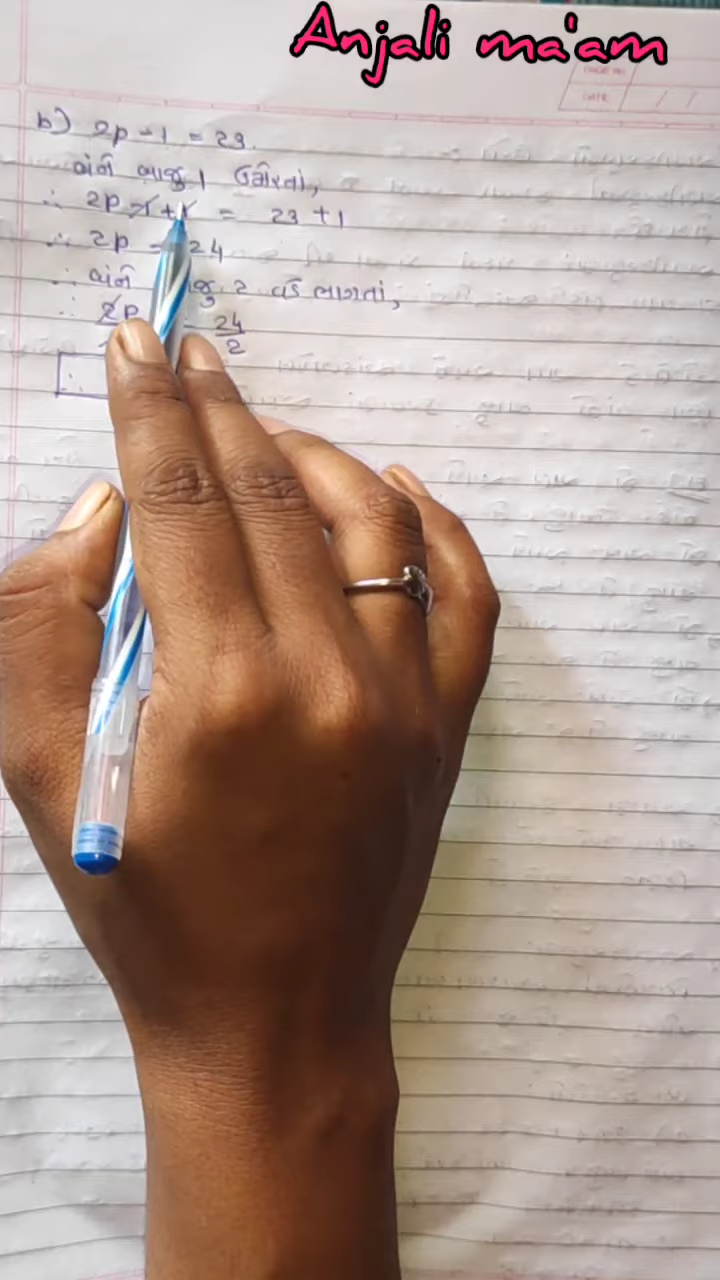 Anjali ma'am
DATE / /
b) 2p - 1 = 23.
બંને બાજુ 1 ઉમેરતાં,
∴ 2p - 1 + 1 = 23 + 1
∴ 2p = 24
∴ બંને બાજુ 2 વડે ભાગતાં,
∴ 2p = 24
2
∴